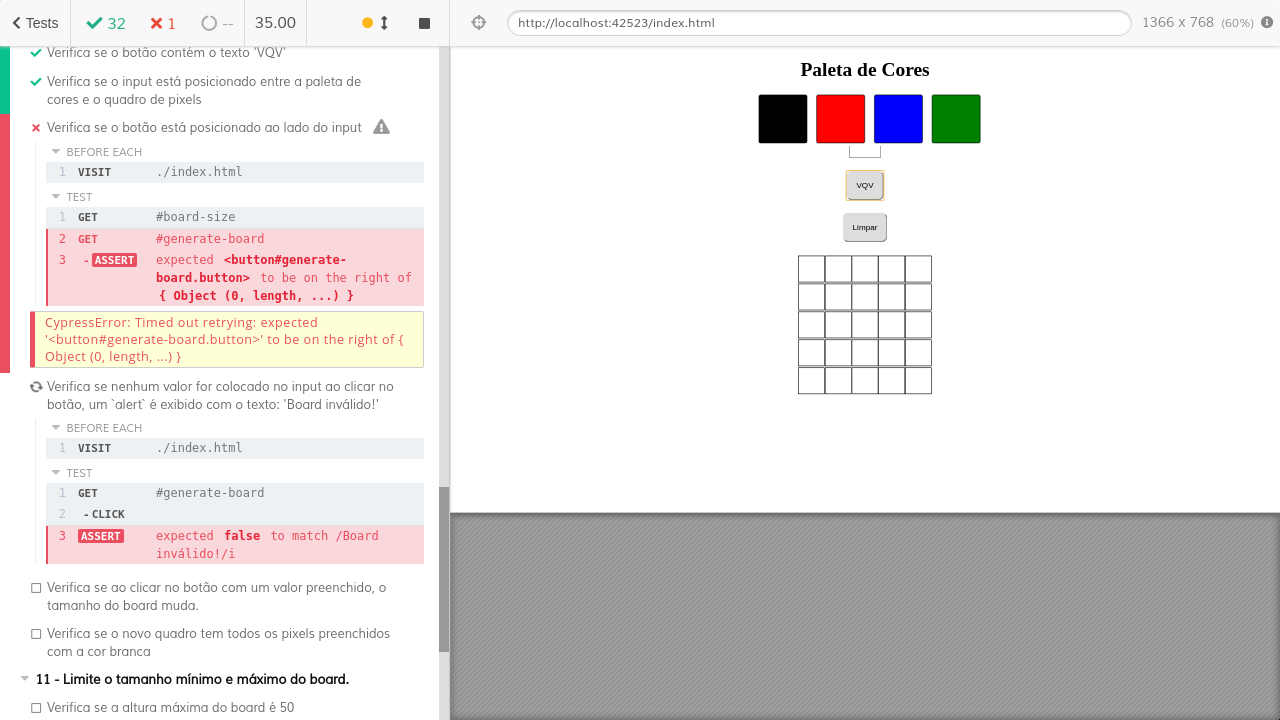 Tests
32
1
--
35.00
http://localhost:42523/index.html
1366 x 768 (60%)
Verifica se o botão contém o texto 'VQV'
Verifica se o input está posicionado entre a paleta de
cores e o quadro de pixels
Verifica se o botão está posicionado ao lado do input
BEFORE EACH
1 VISIT ./index.html
TEST
1 GET #board-size
2 GET #generate-board
3 -ASSERT expected <button#generate-
board.button> to be on the right of
{ Object (0, length, ...) }
CypressError: Timed out retrying: expected
'<button#generate-board.button>' to be on the right of {
Object (0, length, ...) }
Verifica se nenhum valor for colocado no input ao clicar no
botão, um `alert` é exibido com o texto: 'Board inválido!'
BEFORE EACH
1 VISIT ./index.html
TEST
1 GET #generate-board
2 -CLICK
3 ASSERT expected false to match /Board
inválido!/i
Verifica se ao clicar no botão com um valor preenchido, o
tamanho do board muda.
Verifica se o novo quadro tem todos os pixels preenchidos
com a cor branca
11 - Limite o tamanho mínimo e máximo do board.
Verifica se a altura máxima do board é 50
Paleta de Cores
VQV
Limpar